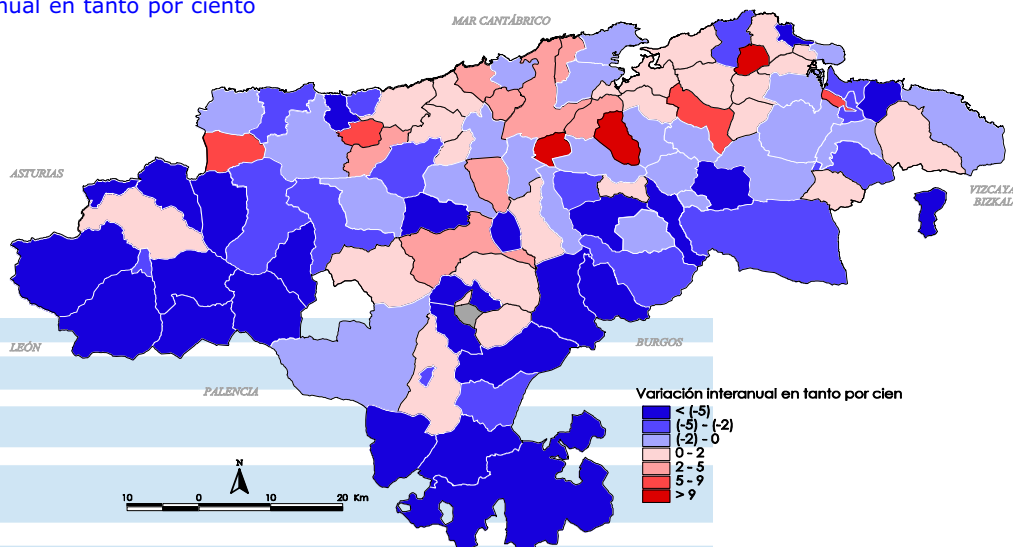 nual en tanto por ciento
MAR CANTÁBRICO
ASTURIAS
VIZCAYA
BIZKAI
LEÓN
BURGOS
PALENCIA
Variación interanual en tanto por cien
< (-5)
(-5) - (-2)
(-2) - 0
0 - 2
2 - 5
5 - 9
> 9
N
10 0 10 20 Km